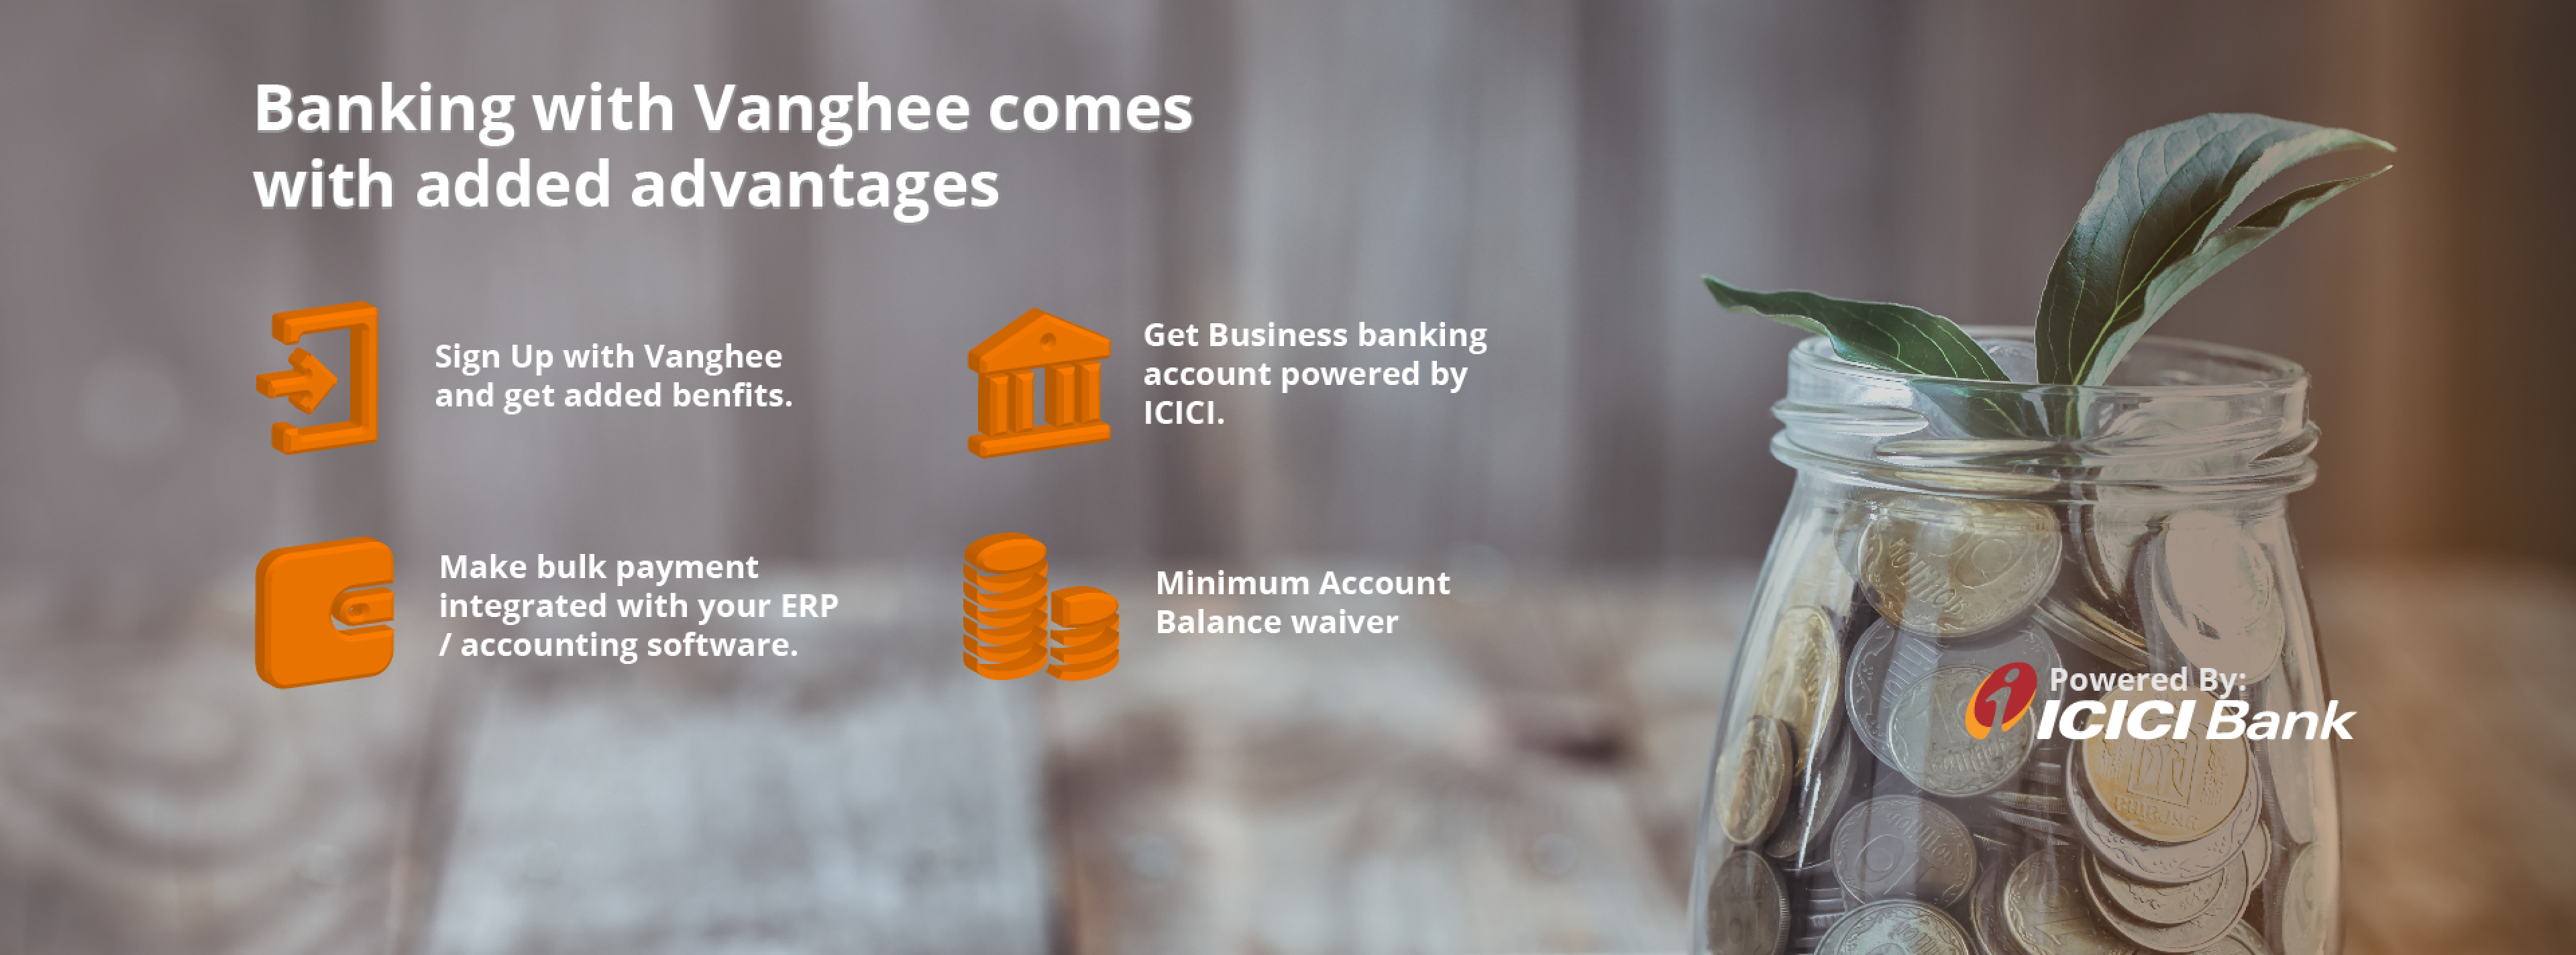 Banking with Vanghee comes
with added advantages
Sign Up with Vanghee
and get added benfits.
Get Business banking
account powered by
ICICI.
Make bulk payment
integrated with your ERP
/ accounting software.
Minimum Account
Balance waiver
Powered By:
ICICI Bank